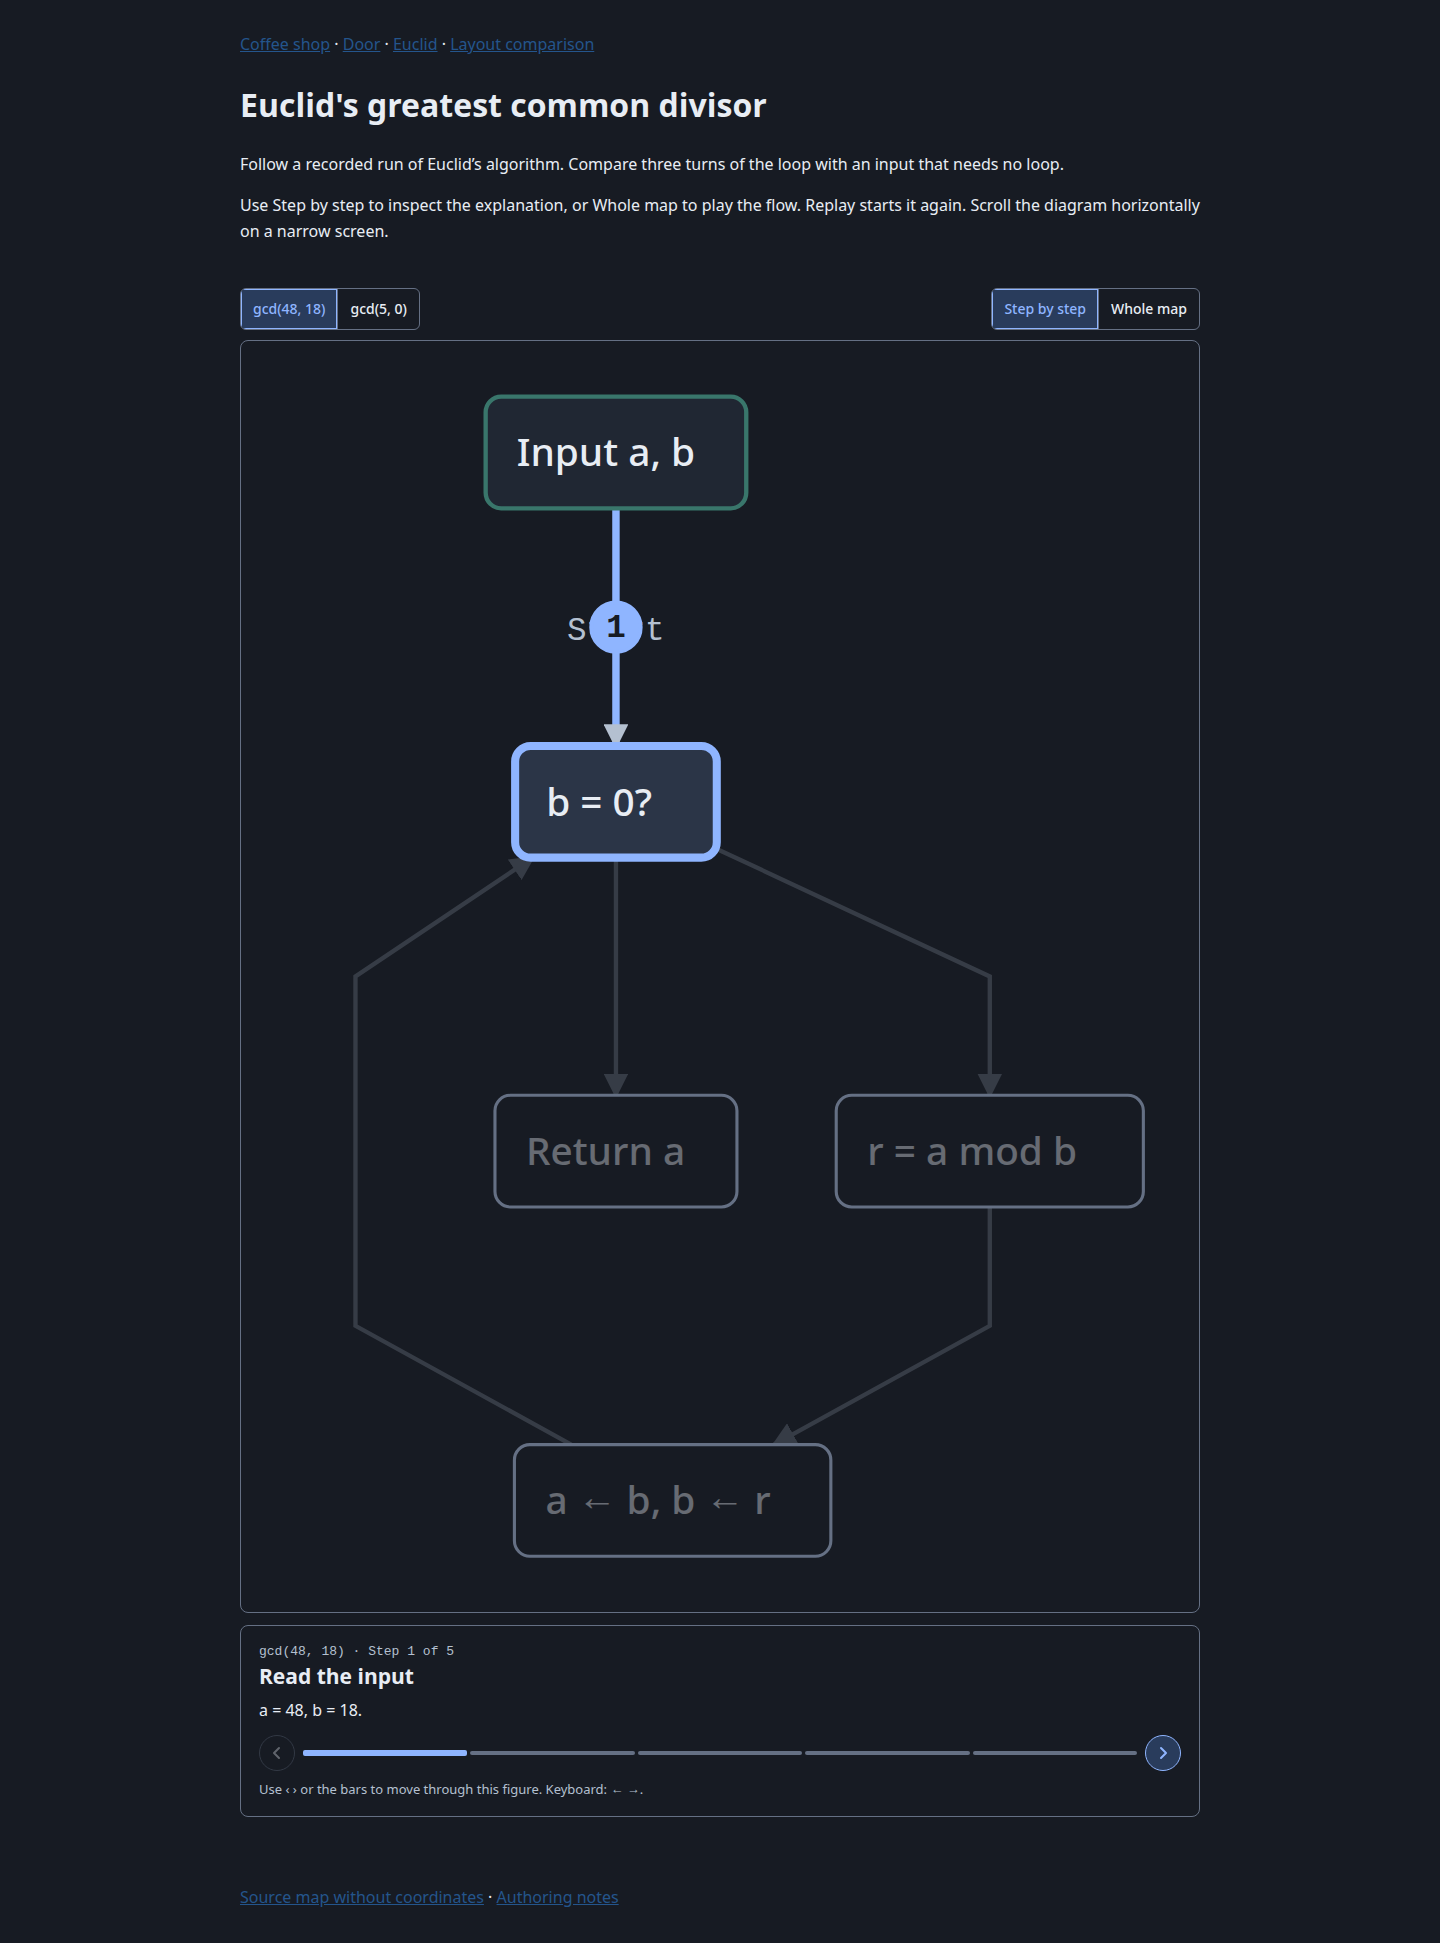 Coffee shop · Door · Euclid · Layout comparison
Euclid's greatest common divisor
Follow a recorded run of Euclid’s algorithm. Compare three turns of the loop with an input that needs no loop.
Use Step by step to inspect the explanation, or Whole map to play the flow. Replay starts it again. Scroll the diagram horizontally
on a narrow screen.
gcd(48, 18) gcd(5, 0) Step by step Whole map
Input a, b
S 1 t
b = 0?
Return a
r = a mod b
a ← b, b ← r
gcd(48, 18) · Step 1 of 5
Read the input
a = 48, b = 18.
Use ‹ › or the bars to move through this figure. Keyboard: ← →.
Source map without coordinates · Authoring notes